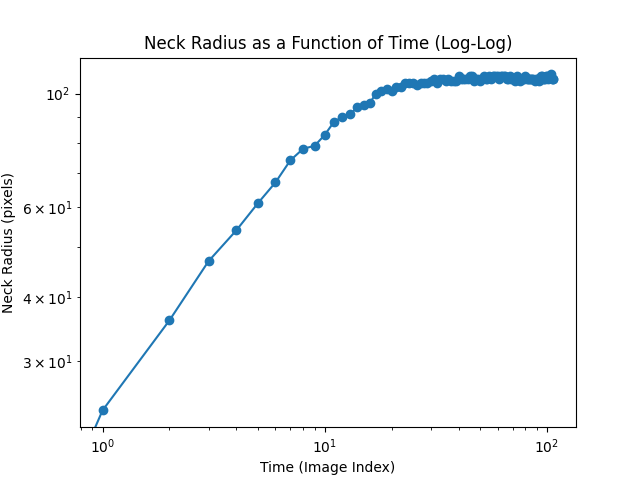 Neck Radius as a Function of Time (Log-Log)
10²
6 × 10¹
4 × 10¹
3 × 10¹
Neck Radius (pixels)
10⁰
10¹
10²
Time (Image Index)